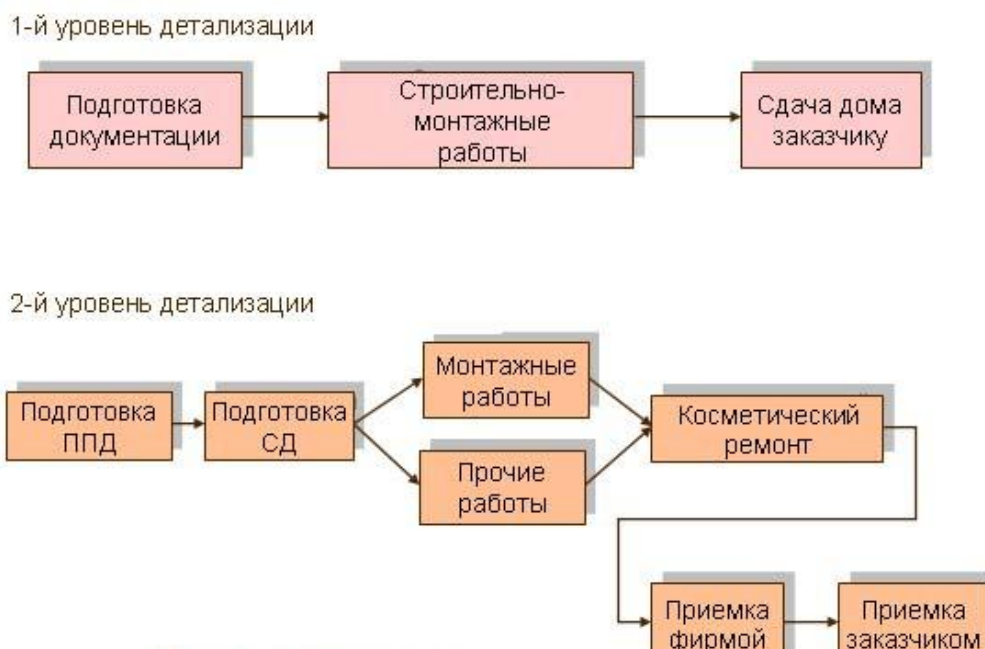 1-й уровень детализации
Подготовка
документации
Строительно-
монтажные
работы
Сдача дома
заказчику
2-й уровень детализации
Подготовка
ППД
Подготовка
СД
Монтажные
работы
Прочие
работы
Косметический
ремонт
Приемка
фирмой
Приемка
заказчиком